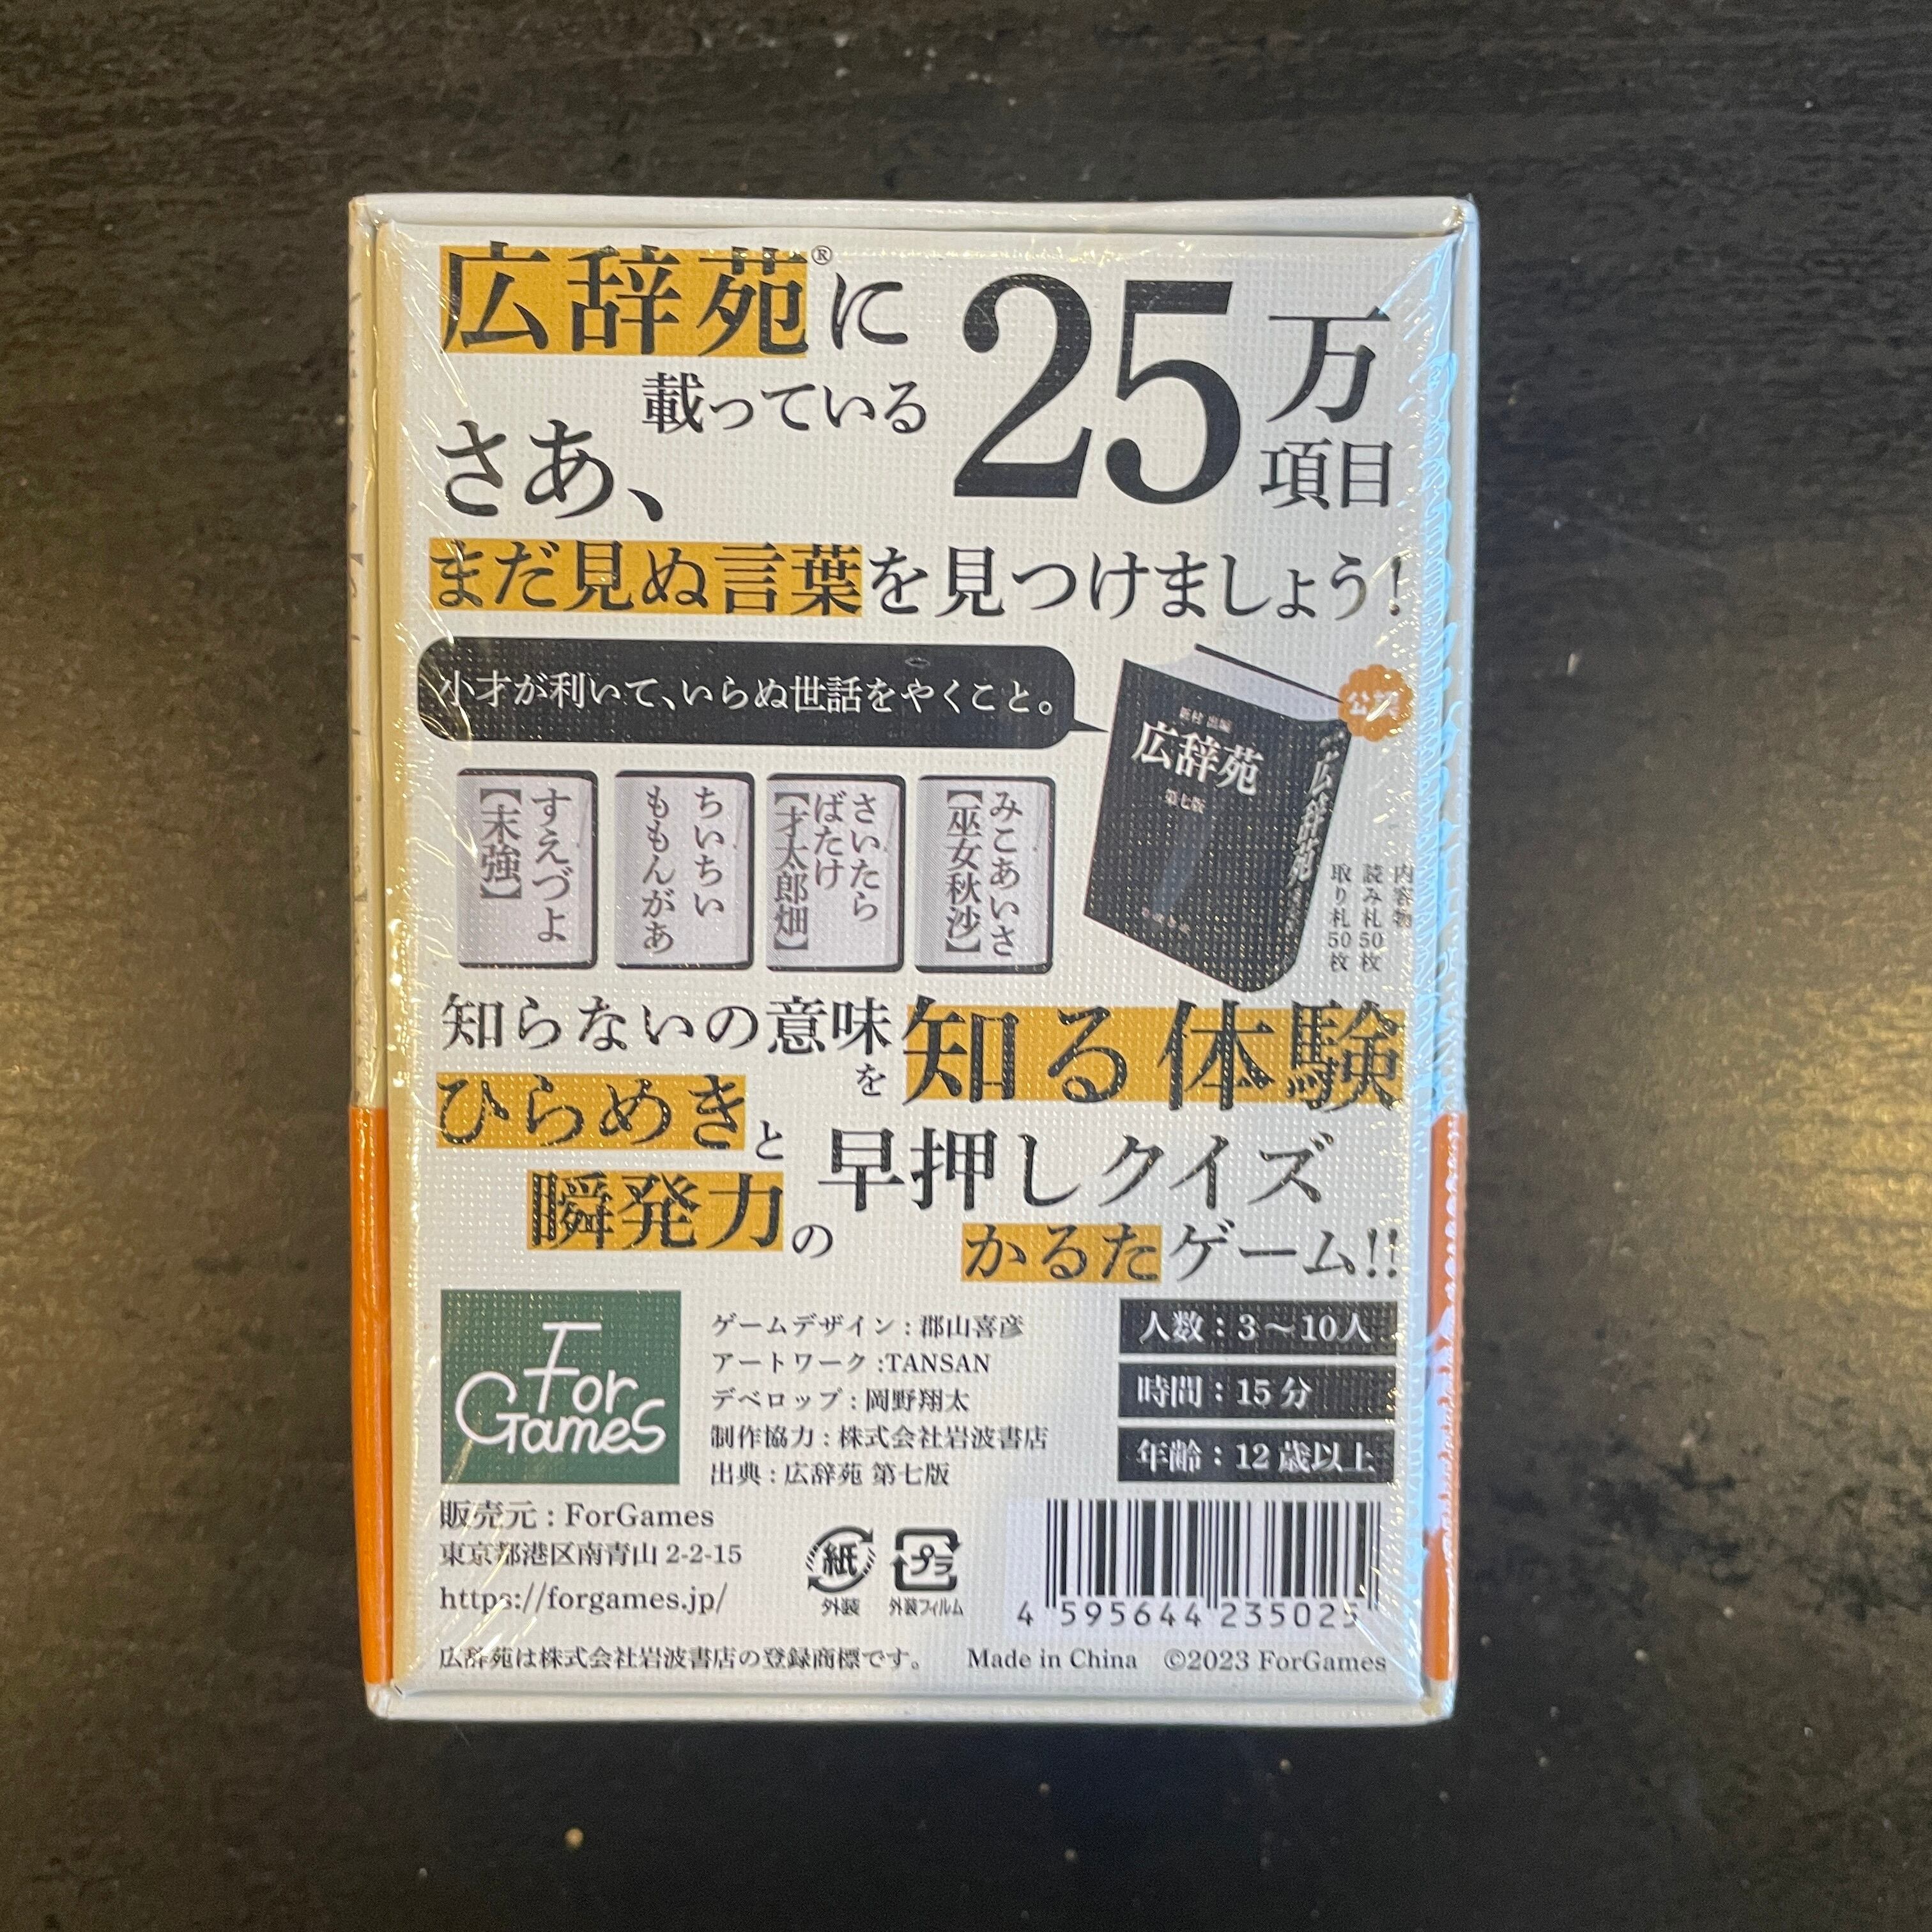 広辞苑®に
載っている
25万
項目
さあ、
まだ見ぬ言葉を見つけましょう!
小才が利いて、いらぬ世話をやくこと。
公認
新村 出編
広辞苑
第七版
広辞苑
みこあいさ
【巫女秋沙】
さいたら
ばたけ
【才太郎畑】
ちいちい
ももんがあ
すえづよ
【末強】
内容物
読み札50枚
取り札50枚
知らないの意味を知る体験
ひらめきと
瞬発力の
早押しクイズ
かるたゲーム!!
For
Games
ゲームデザイン : 郡山喜彦
アートワーク :TANSAN
デベロップ : 岡野翔太
制作協力 : 株式会社岩波書店
出典 : 広辞苑 第七版
人数:3〜10人
時間:15分
年齢:12歳以上
販売元 : ForGames
東京都港区南青山 2-2-15
https://forgames.jp/
紙
外装
プラ
外装フィルム
4 595644 235025
広辞苑は株式会社岩波書店の登録商標です。
Made in China ©2023 ForGames